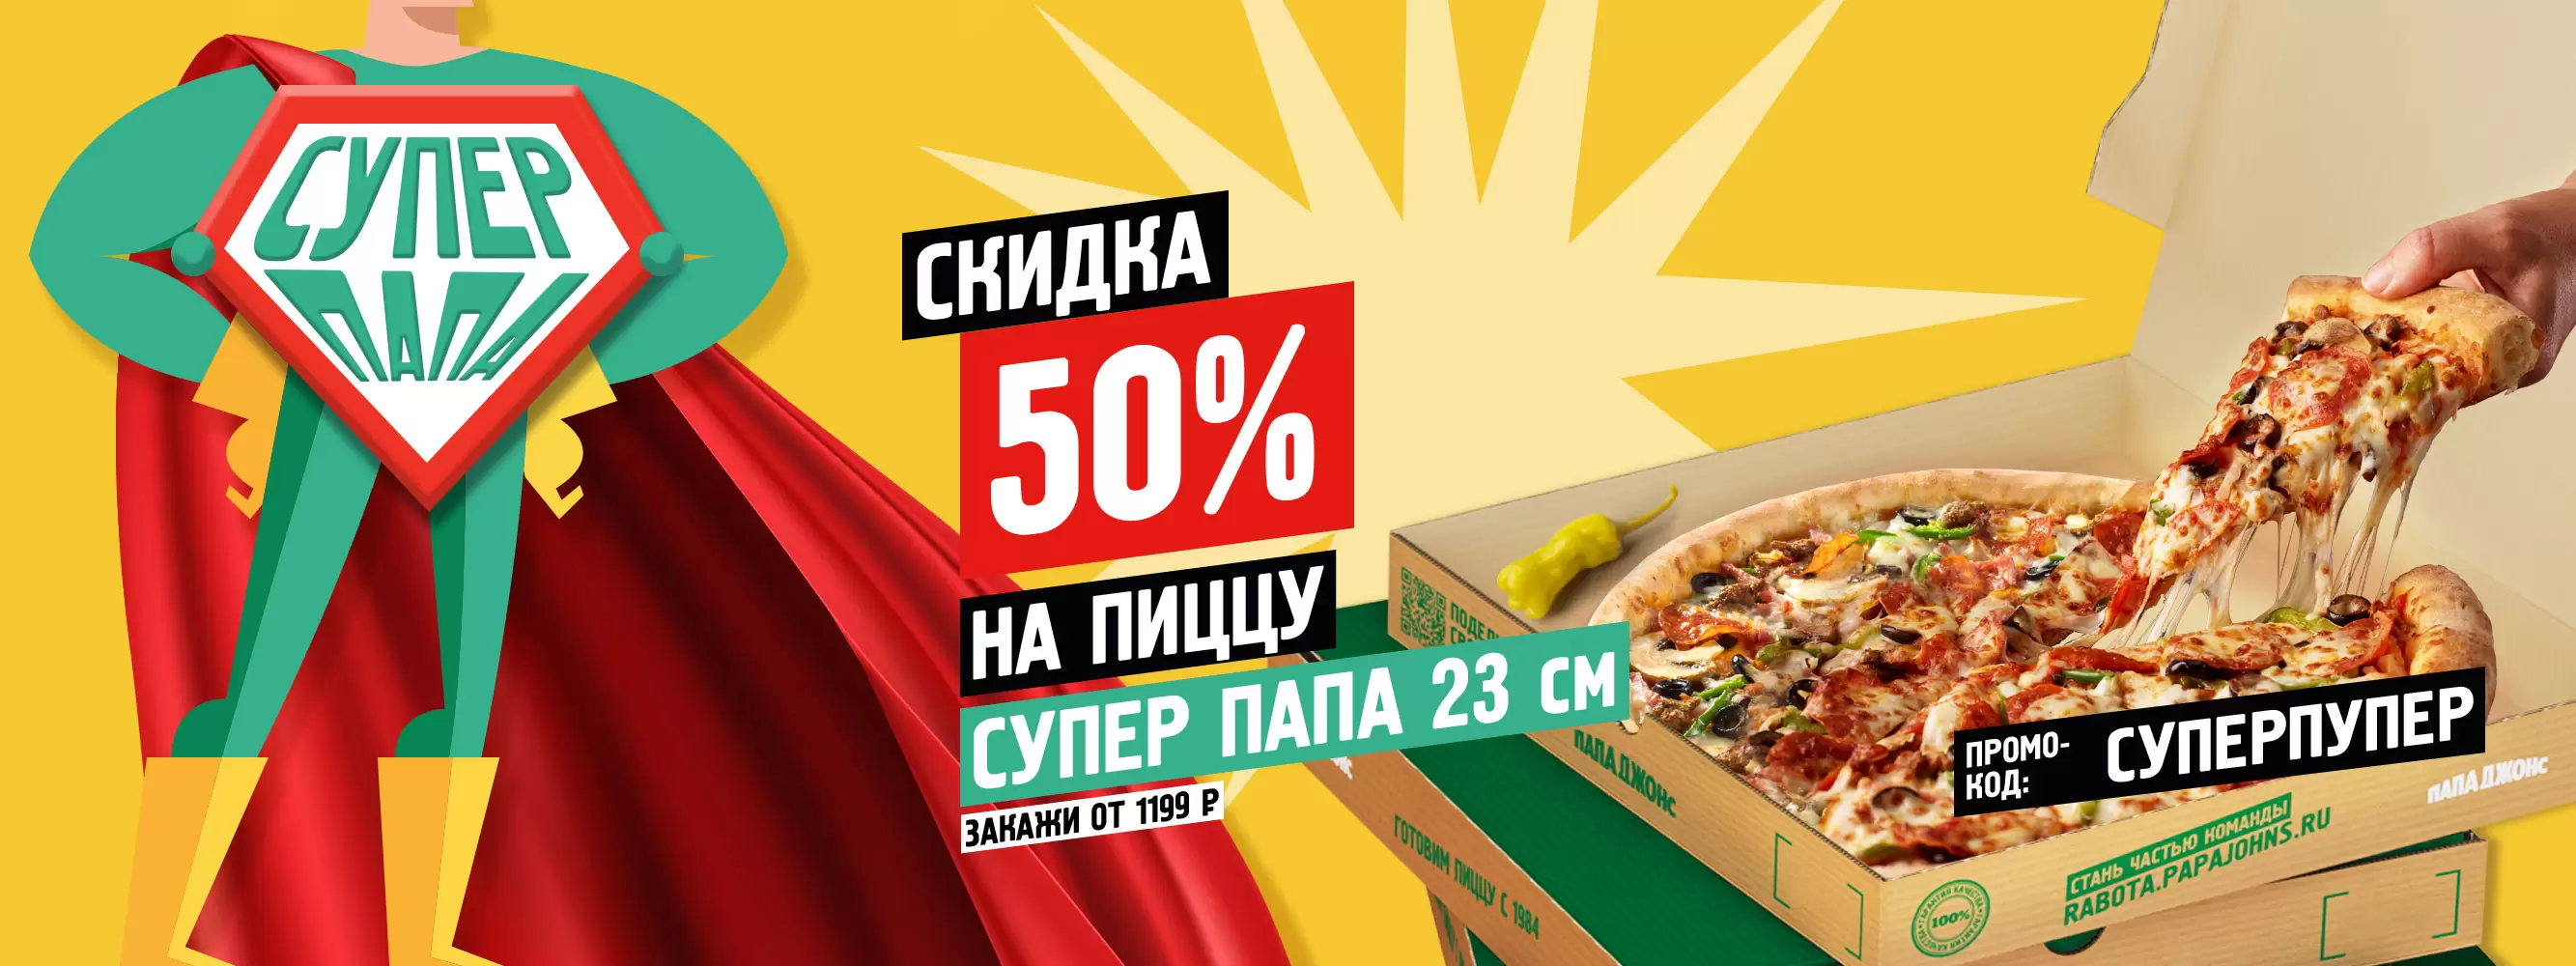 СУПЕР
ПАПА
СКИДКА
50%
НА ПИЦЦУ
СУПЕР ПАПА 23 СМ
ЗАКАЖИ ОТ 1199 ₽
ПРОМО-
КОД:
СУПЕРПУПЕР
ПАПА ДЖОНС
ПАПА ДЖОНС
ГОТОВИМ ПИЦЦУ С 1984
СТАНЬ ЧАСТЬЮ КОМАНДЫ
RABOTA.PAPAJOHNS.RU
100%